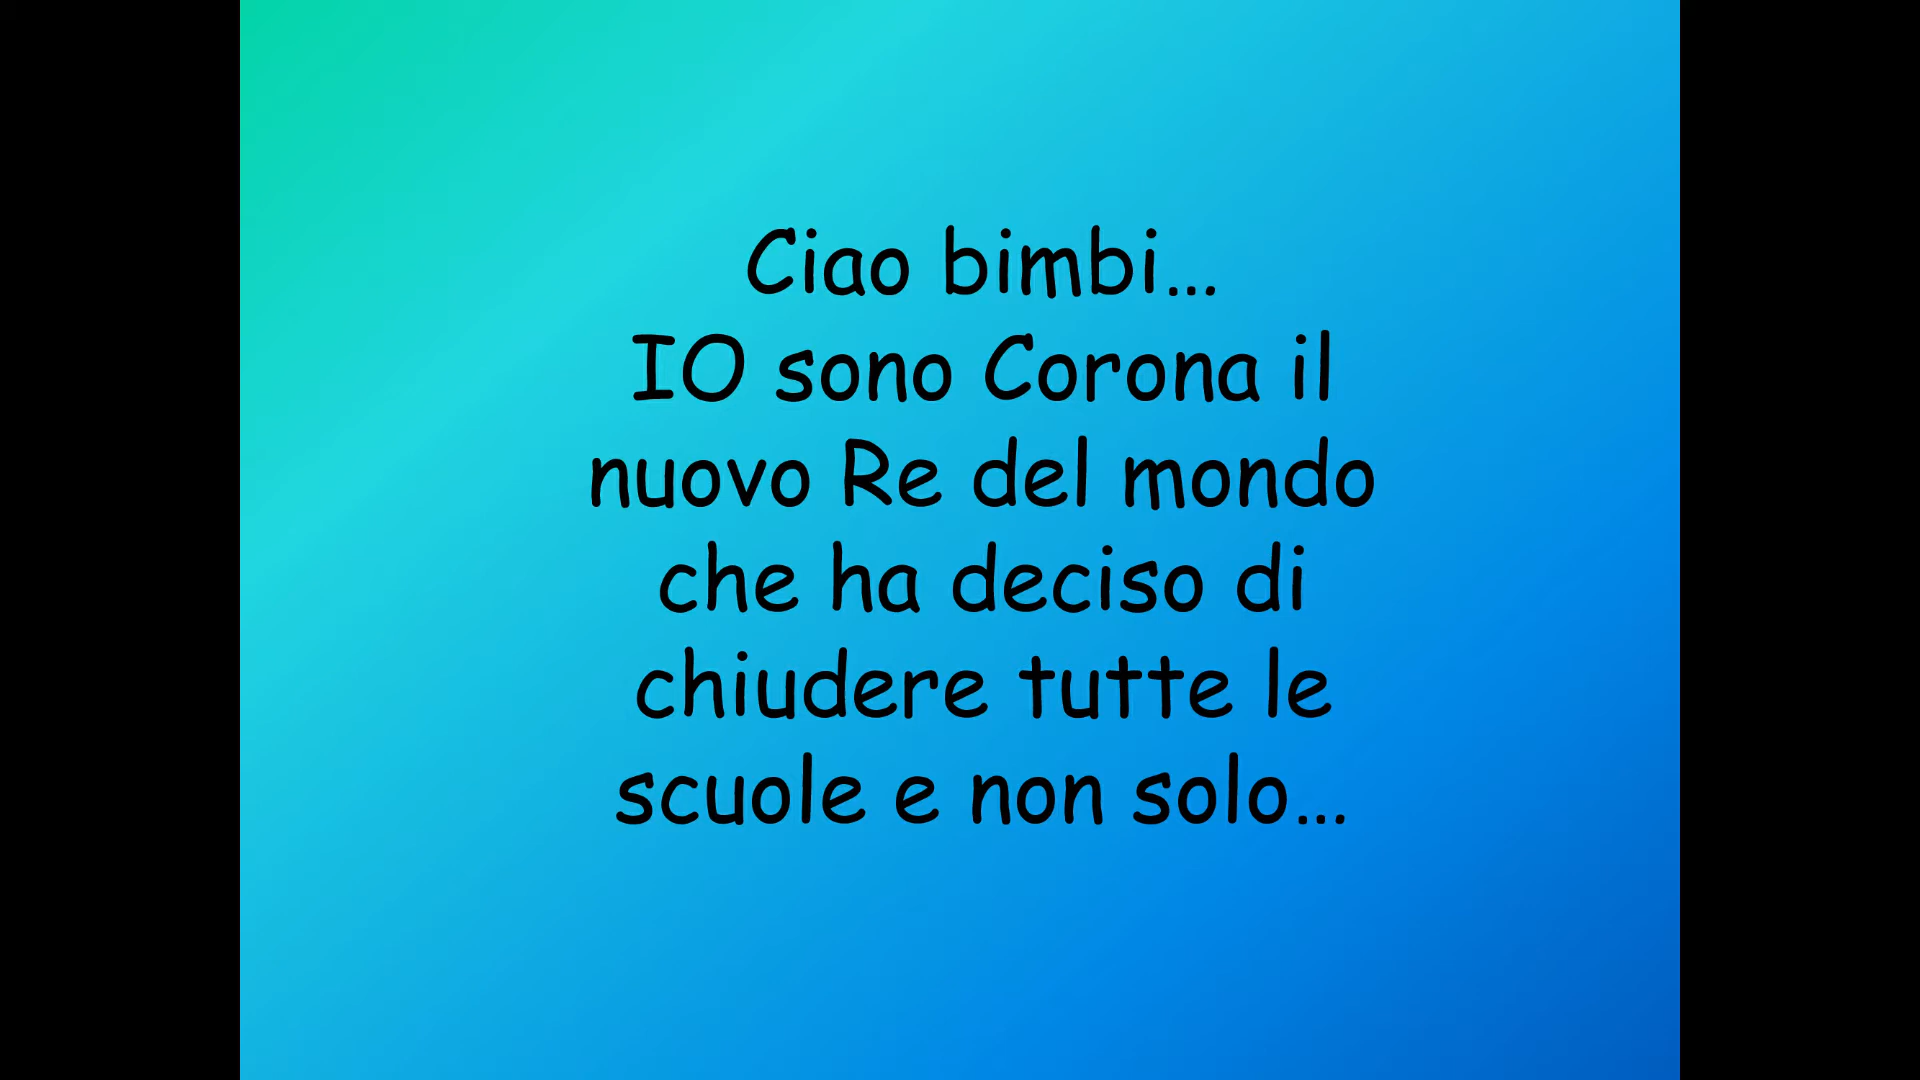 Ciao bimbi...
IO sono Corona il
nuovo Re del mondo
che ha deciso di
chiudere tutte le
scuole e non solo...